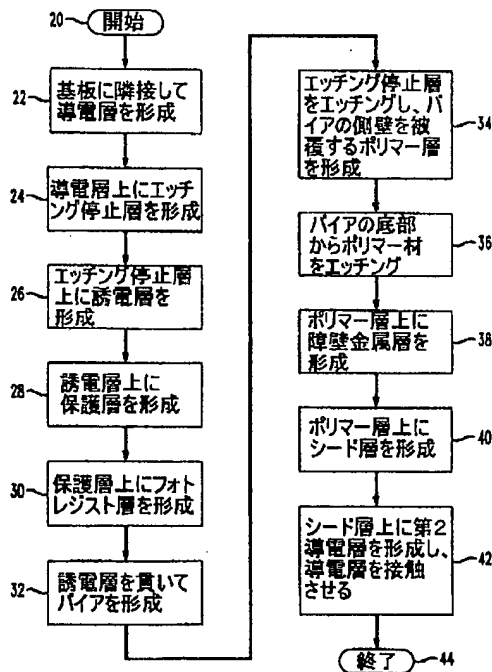 20
開始
22
基板に隣接して
導電層を形成
24
導電層上にエッチ
ング停止層を形成
26
エッチング停止層
上に誘電層を
形成
28
誘電層上に
保護層を形成
30
保護層上にフォト
レジスト層を形成
32
誘電層を貫いて
バイアを形成
エッチング停止層
をエッチングし、バ
イアの側壁を被
覆するポリマー層
を形成
34
バイアの底部
からポリマー材
をエッチング
36
ポリマー層上に
障壁金属層を
形成
38
ポリマー層上に
シード層を形成
40
シード層上に第2
導電層を形成し、
導電層を接触
させる
42
終了
44